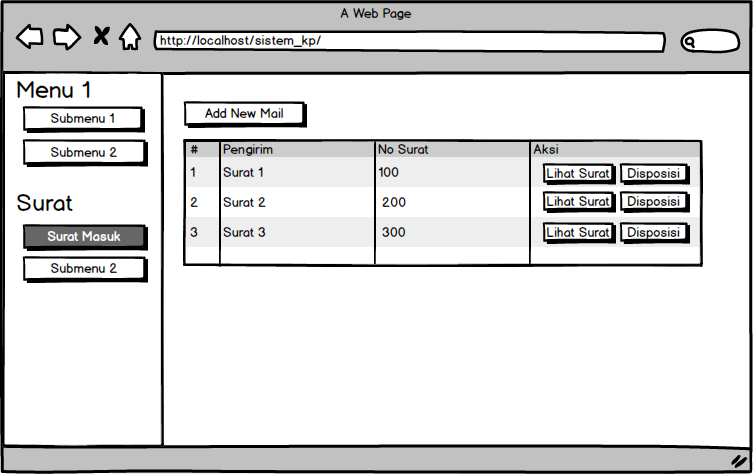 A Web Page
http://localhost/sistem_kp/
Menu 1
Submenu 1
Submenu 2
Surat
Surat Masuk
Submenu 2
Add New Mail
# Pengirim No Surat Aksi
1 Surat 1 100 Lihat Surat Disposisi
2 Surat 2 200 Lihat Surat Disposisi
3 Surat 3 300 Lihat Surat Disposisi